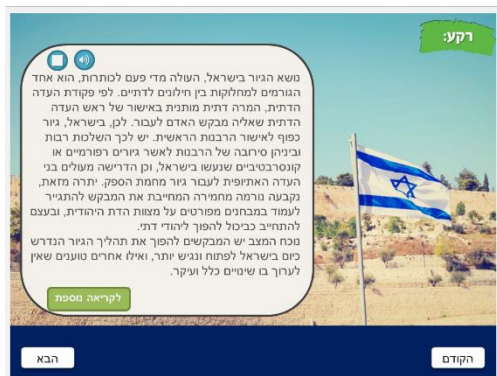 רקע:
נושא הגיור בישראל, העולה מדי פעם לכותרות, הוא אחד
הגורמים למחלוקות בין חילונים לדתיים. לפי פקודת העדה
הדתית, המרה דתית מותנית באישור של ראש העדה
הדתית שאליה מבקש האדם לעבור. לכן, בישראל, גיור
כפוף לאישור הרבנות הראשית. יש לכך השלכות רבות
וביניהן סירובה של הרבנות לאשר גיורים רפורמיים או
קונסרבטיביים שנעשו בישראל, וכן הדרישה מעולים בני
העדה האתיופית לעבור גיור מחמת הספק. יתרה מזאת,
נקבעה נורמה מחמירה המחייבת את המבקש להתגייר
לעמוד במבחנים מפורטים על מצוות הדת היהודית, ובעצם
להתחייב כביכול להפוך ליהודי דתי.
נוכח המצב יש המבקשים להפוך את תהליך הגיור הנדרש
כיום בישראל לפתוח ונגיש יותר, ואילו אחרים טוענים שאין
לערוך בו שינויים כלל ועיקר.
לקריאה נוספת
הקודם
הבא